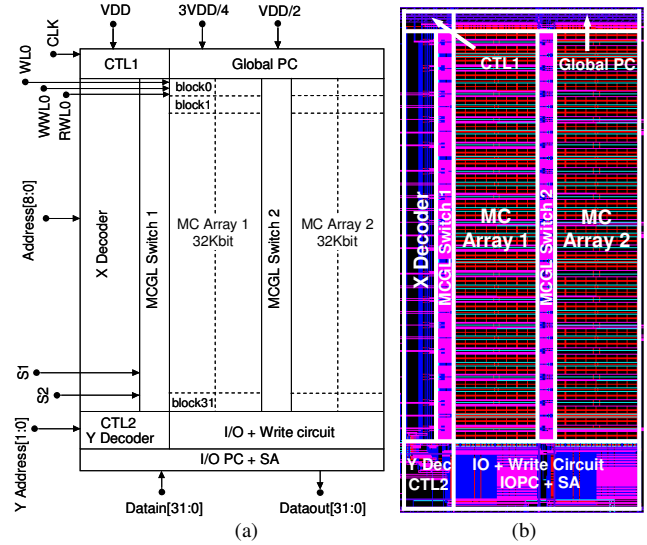 VDD
3VDD/4
VDD/2
CLK
WL0
WWL0
RWL0
CTL1
Global PC
block0
block1
Address[8:0]
X Decoder
MCGL Switch 1
MC Array 1
32Kbit
MCGL Switch 2
MC Array 2
32Kbit
S1
S2
block31
Y Address[1:0]
CTL2
Y Decoder
I/O + Write circuit
I/O PC + SA
Datain[31:0]
Dataout[31:0]
(a)
CTL1
Global PC
X Decoder
MCGL Switch 1
MC
Array 1
MCGL Switch 2
MC
Array 2
Y Dec
CTL2
IO + Write Circuit
IOPC + SA
(b)